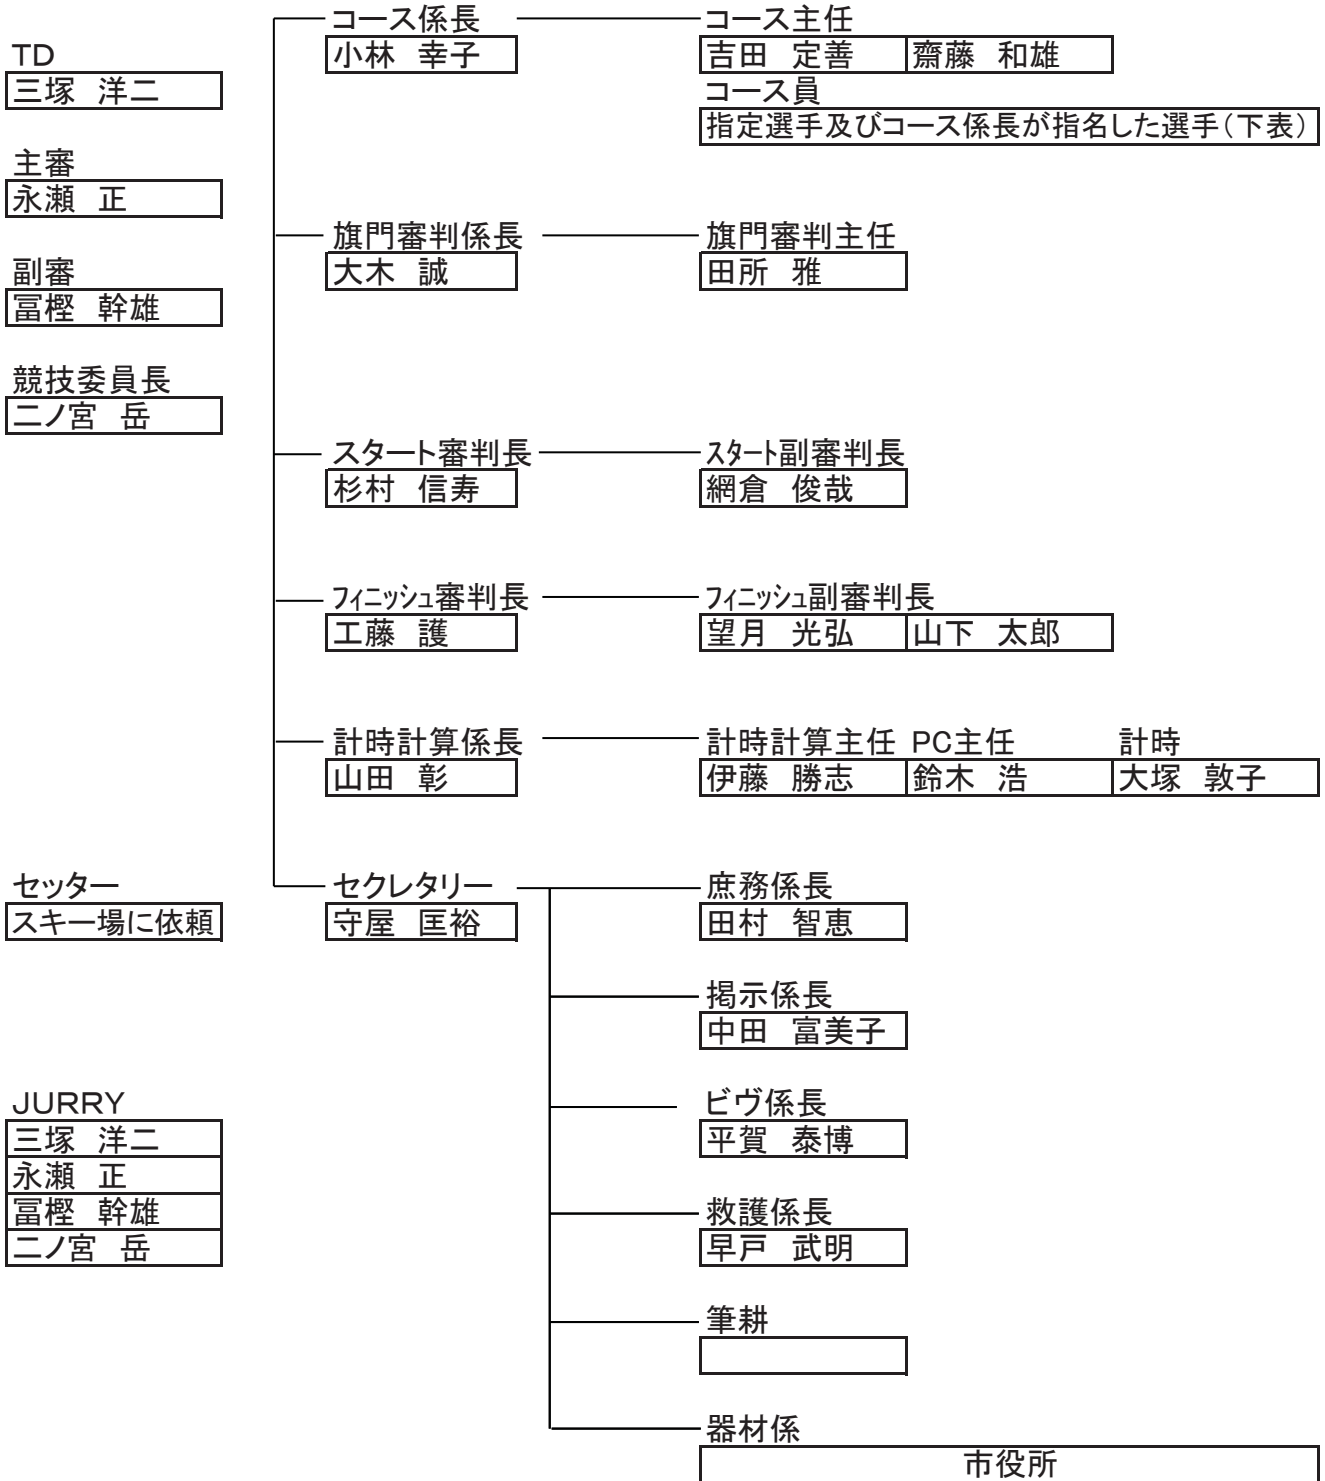 TD
三塚　洋二
主審
永瀬　正
副審
冨樫　幹雄
競技委員長
二ノ宮　岳
コース係長
小林　幸子
コース主任
吉田　定善　齋藤　和雄
コース員
指定選手及びコース係長が指名した選手（下表）
旗門審判係長
大木　誠
旗門審判主任
田所　雅
スタート審判長
杉村　信寿
ｽﾀｰﾄ副審判長
網倉　俊哉
ﾌｨﾆｯｼｭ審判長
工藤　護
ﾌｨﾆｯｼｭ副審判長
望月　光弘　山下　太郎
計時計算係長
山田　彰
計時計算主任　PC主任　計時
伊藤　勝志　鈴木　浩　大塚　敦子
セッター
スキー場に依頼
セクレタリー
守屋　匡裕
庶務係長
田村　智恵
掲示係長
中田　富美子
JURRY
三塚　洋二
永瀬　正
冨樫　幹雄
二ノ宮　岳
ビヴ係長
平賀　泰博
救護係長
早戸　武明
筆耕
器材係
市役所